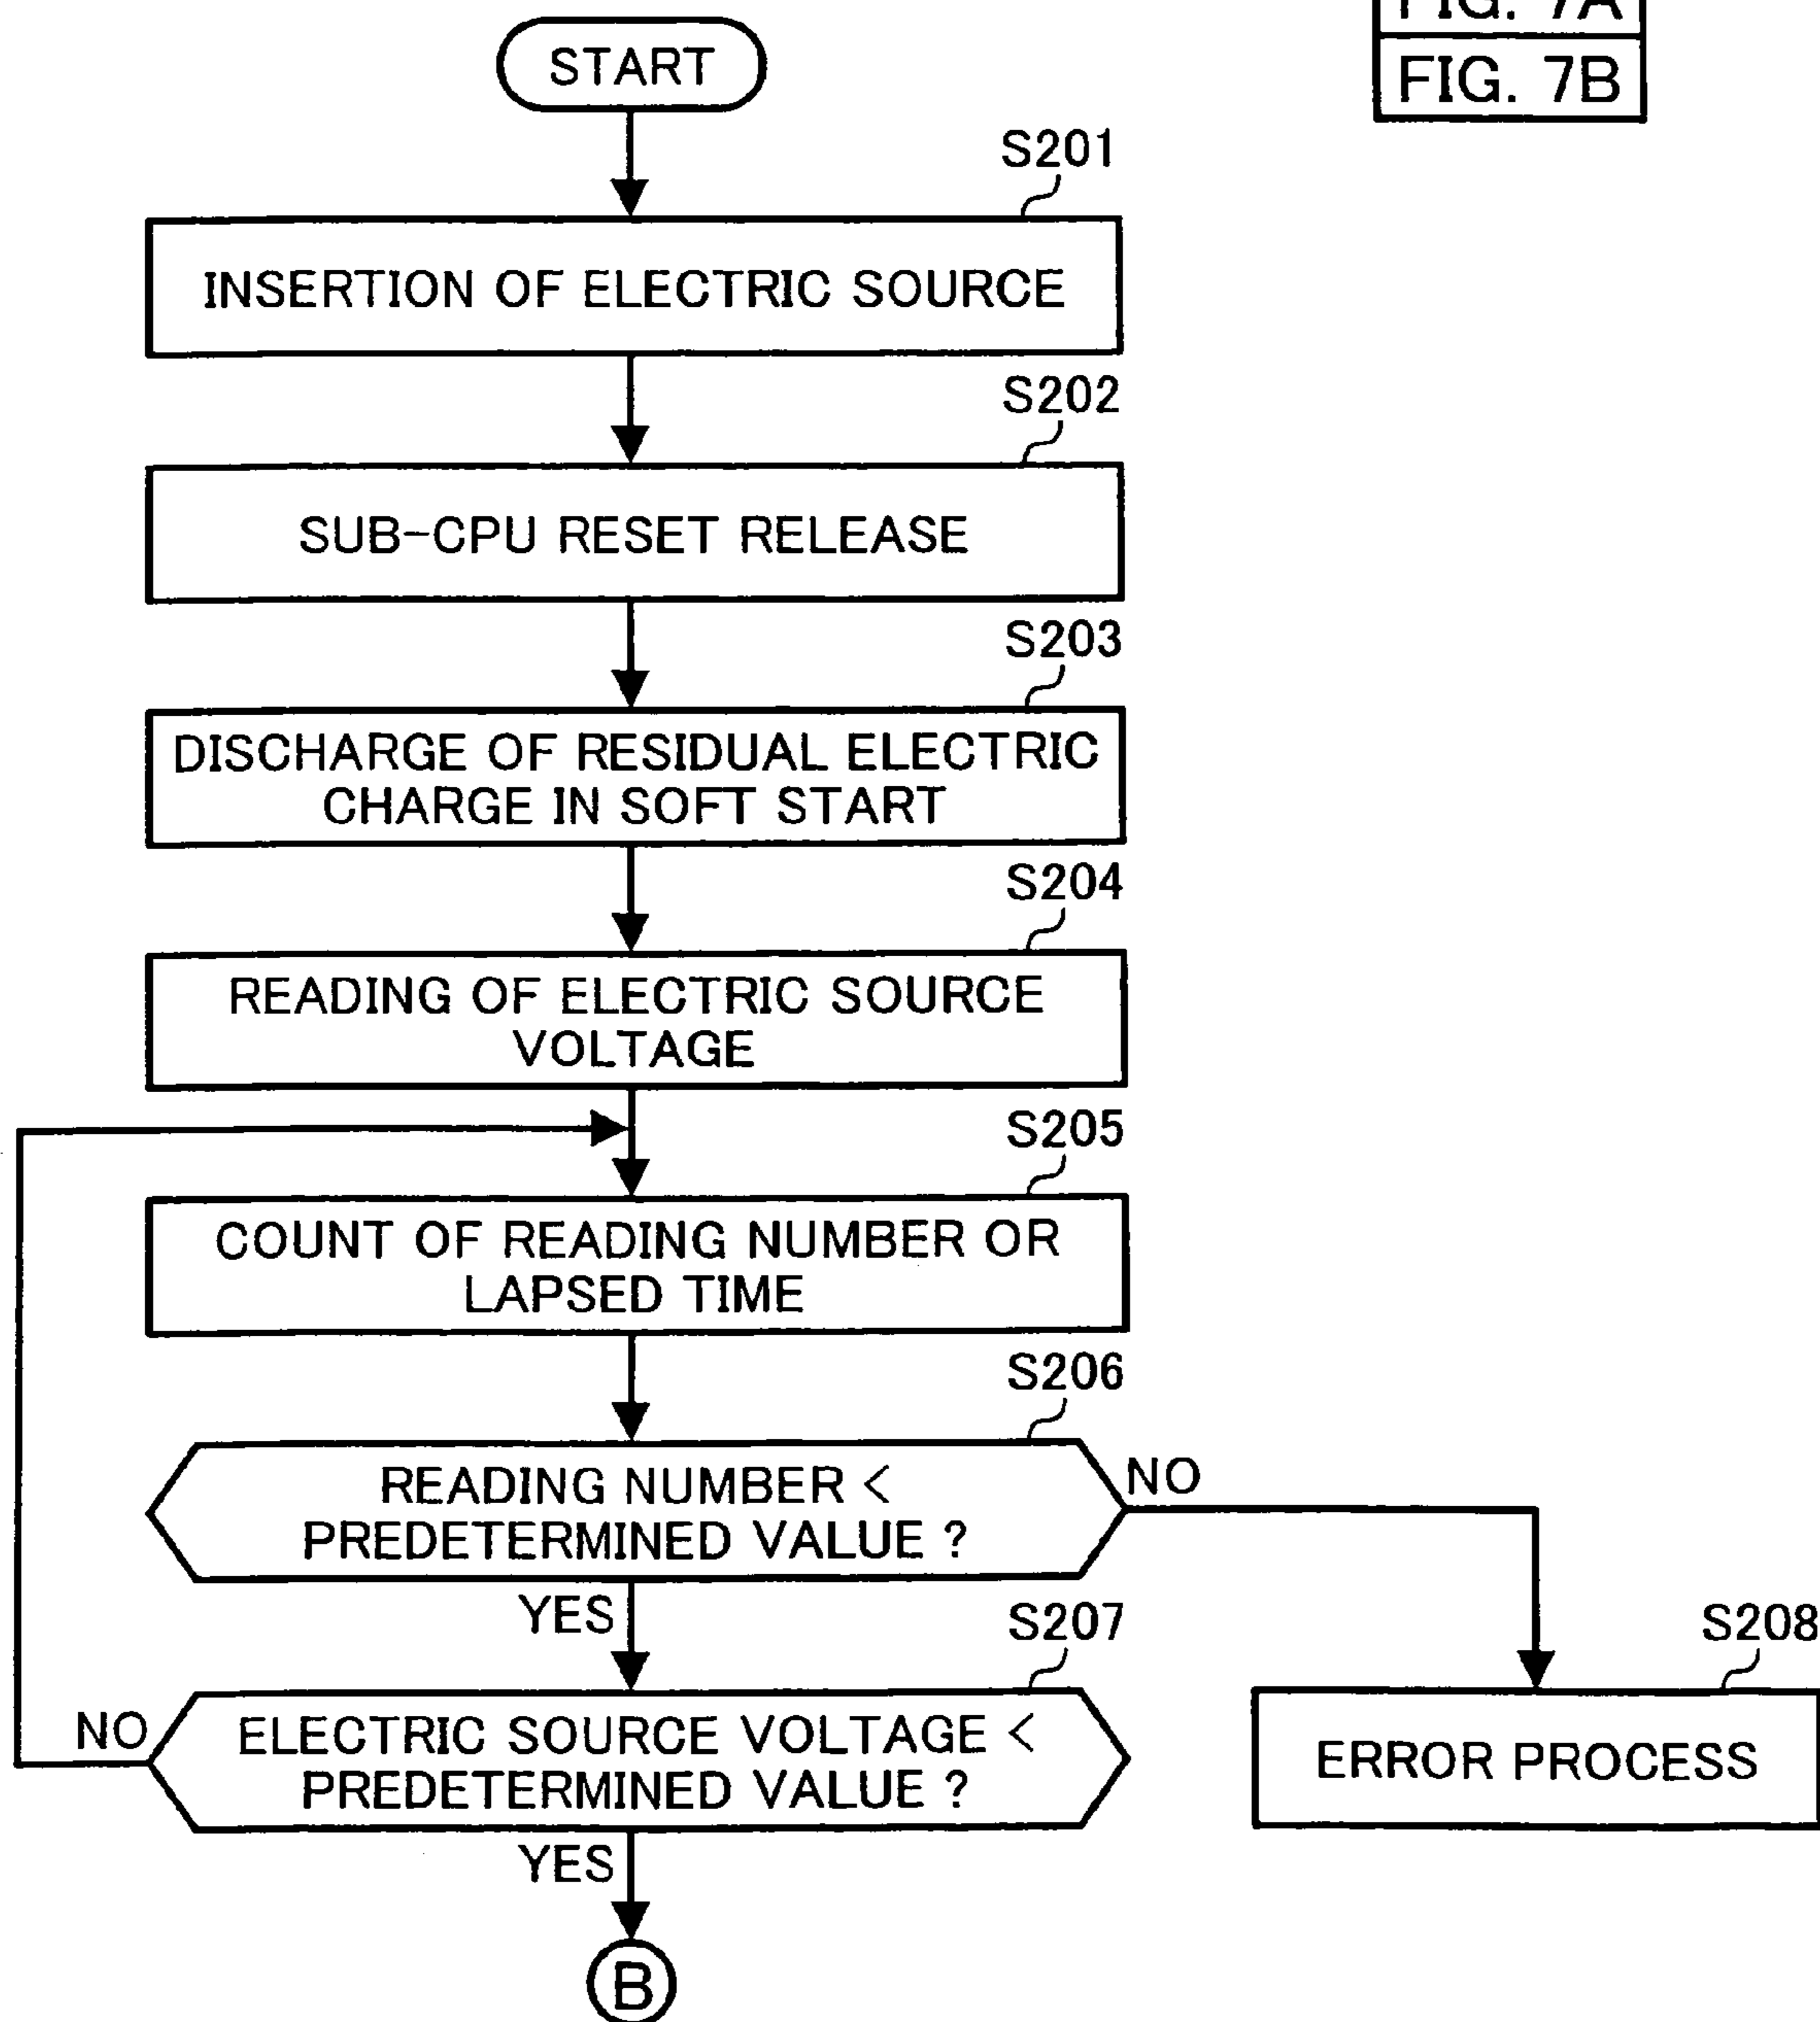 FIG. 7A
FIG. 7B
START
S201
INSERTION OF ELECTRIC SOURCE
S202
SUB-CPU RESET RELEASE
S203
DISCHARGE OF RESIDUAL ELECTRIC
CHARGE IN SOFT START
S204
READING OF ELECTRIC SOURCE
VOLTAGE
S205
COUNT OF READING NUMBER OR
LAPSED TIME
S206
READING NUMBER <
PREDETERMINED VALUE ?
NO
YES
S207
S208
NO
ELECTRIC SOURCE VOLTAGE <
PREDETERMINED VALUE ?
ERROR PROCESS
YES
B